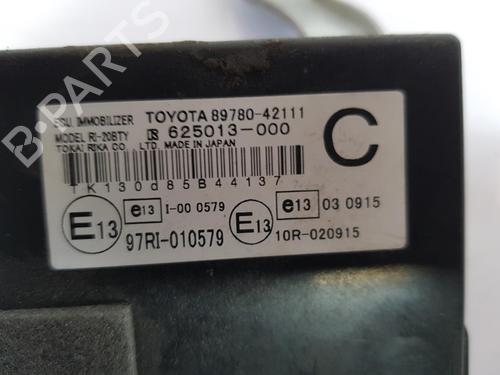 B-PARTS
ECU, IMMOBILIZER TOYOTA 89780-42111
MODEL RI-20BTY 625013-000
TOKAI RIKA CO., LTD. MADE IN JAPAN
C
TK130d85B44137
E13 e13 I-00 0579 E13 e13 03 0915
97RI-010579 10R-020915